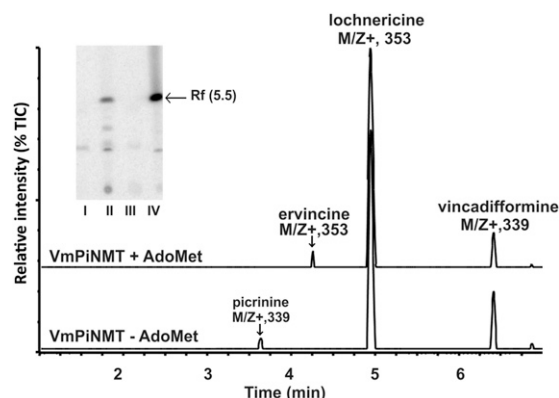 lochnericine
M/Z+, 353
Rf (5.5)
I II III IV
ervincine
M/Z+,353
vincadifformine
M/Z+,339
VmPiNMT + AdoMet
picrinine
M/Z+,339
VmPiNMT - AdoMet
Relative intensity (% TIC)
2 3 4 5 6
Time (min)